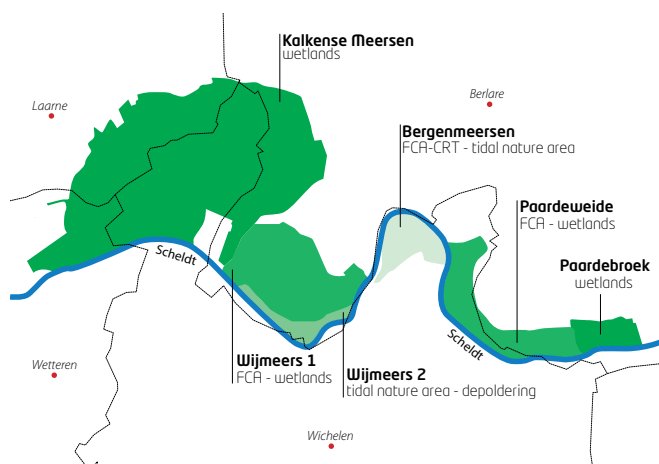 Kalkense Meersen
wetlands
Laarne
Berlare
Bergenmeersen
FCA-CRT - tidal nature area
Paardeweide
FCA - wetlands
Scheldt
Paardebroek
wetlands
Scheldt
Wijmeers 1
FCA - wetlands
Wijmeers 2
tidal nature area - depoldering
Wetteren
Wichelen